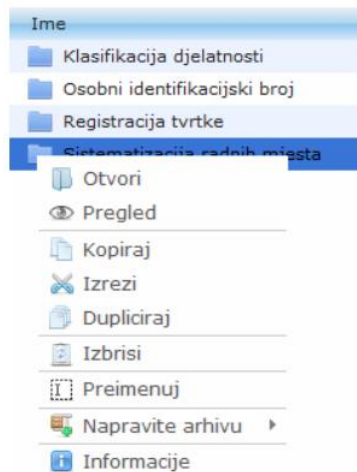 Ime
Klasifikacija djelatnosti
Osobni identifikacijski broj
Registracija tvrtke
Sistematizacija radnih mjesta
Otvori
Pregled
Kopiraj
Izrezi
Dupliciraj
Izbrisi
Preimenuj
Napravite arhivu
Informacije